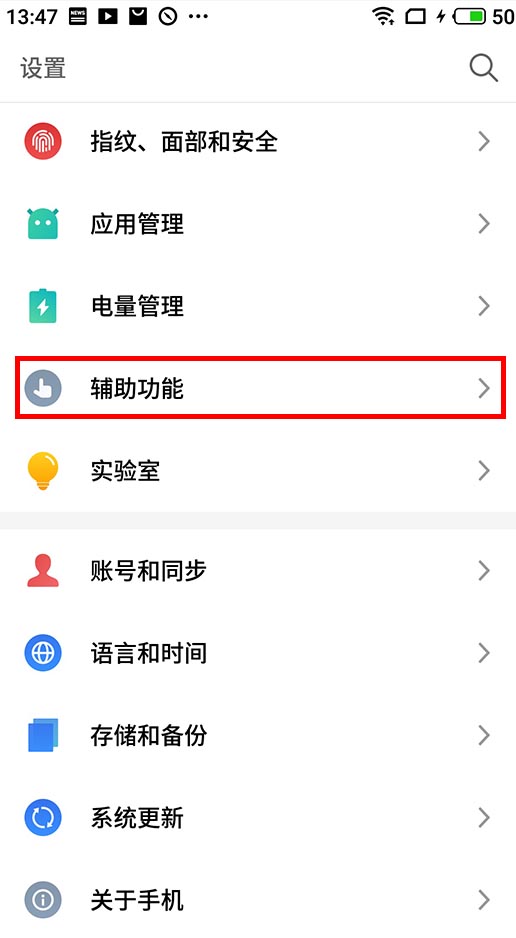 13:47 NEWS 50
设置
指纹、面部和安全
应用管理
电量管理
辅助功能
实验室
账号和同步
语言和时间
存储和备份
系统更新
关于手机